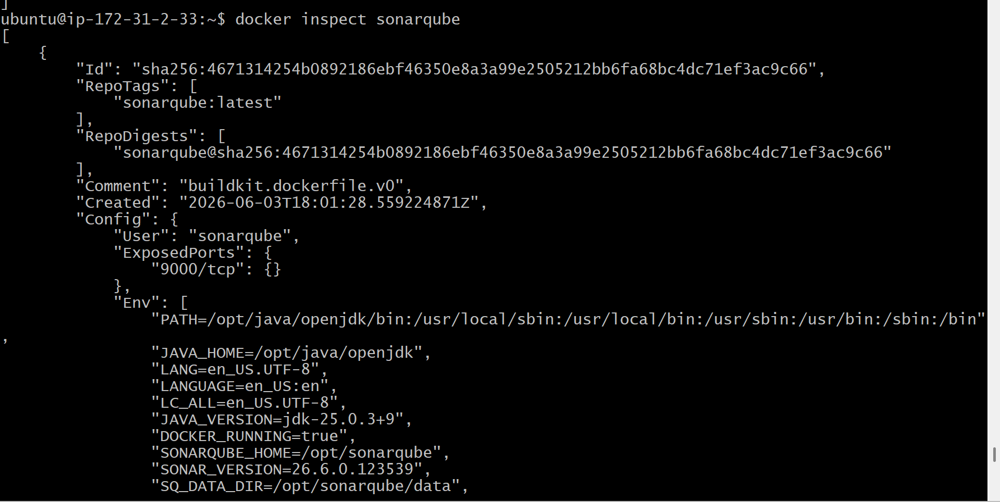 ]
ubuntu@ip-172-31-2-33:~$ docker inspect sonarqube
[
    {
        "Id": "sha256:4671314254b0892186ebf46350e8a3a99e2505212bb6fa68bc4dc71ef3ac9c66",
        "RepoTags": [
            "sonarqube:latest"
        ],
        "RepoDigests": [
            "sonarqube@sha256:4671314254b0892186ebf46350e8a3a99e2505212bb6fa68bc4dc71ef3ac9c66"
        ],
        "Comment": "buildkit.dockerfile.v0",
        "Created": "2026-06-03T18:01:28.559224871Z",
        "Config": {
            "User": "sonarqube",
            "ExposedPorts": {
                "9000/tcp": {}
            },
            "Env": [
                "PATH=/opt/java/openjdk/bin:/usr/local/sbin:/usr/local/bin:/usr/sbin:/usr/bin:/sbin:/bin"
,
                "JAVA_HOME=/opt/java/openjdk",
                "LANG=en_US.UTF-8",
                "LANGUAGE=en_US:en",
                "LC_ALL=en_US.UTF-8",
                "JAVA_VERSION=jdk-25.0.3+9",
                "DOCKER_RUNNING=true",
                "SONARQUBE_HOME=/opt/sonarqube",
                "SONAR_VERSION=26.6.0.123539",
                "SQ_DATA_DIR=/opt/sonarqube/data",